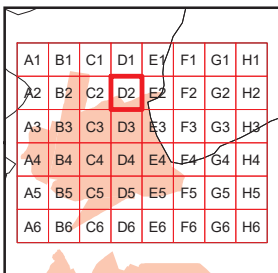 A1 B1 C1 D1 E1 F1 G1 H1
A2 B2 C2 D2 E2 F2 G2 H2
A3 B3 C3 D3 E3 F3 G3 H3
A4 B4 C4 D4 E4 F4 G4 H4
A5 B5 C5 D5 E5 F5 G5 H5
A6 B6 C6 D6 E6 F6 G6 H6